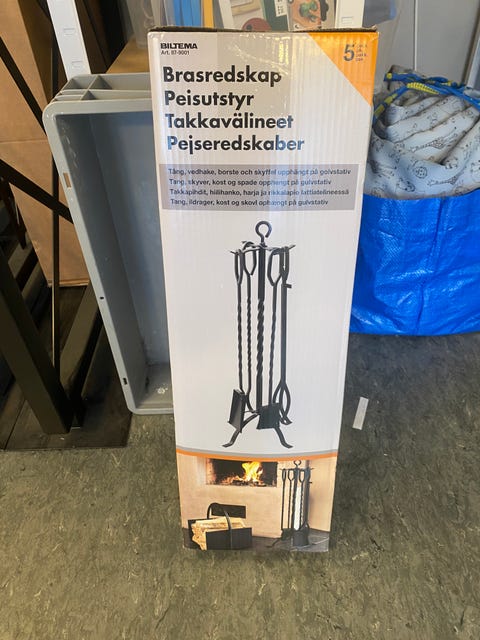 BILTEMA
Art. 87-9001
5
Brasredskap
Peisutstyr
Takkavälineet
Pejseredskaber
Tång, vedhake, borste och skyffel upphängt på golvstativ
Tang, skyver, kost og spade opphengt på gulvstativ
Takkapihdit, hiilihanko, harja ja rikkalapio lattiatelineessä
Tang, ildrager, kost og skovl ophængt på gulvstativ